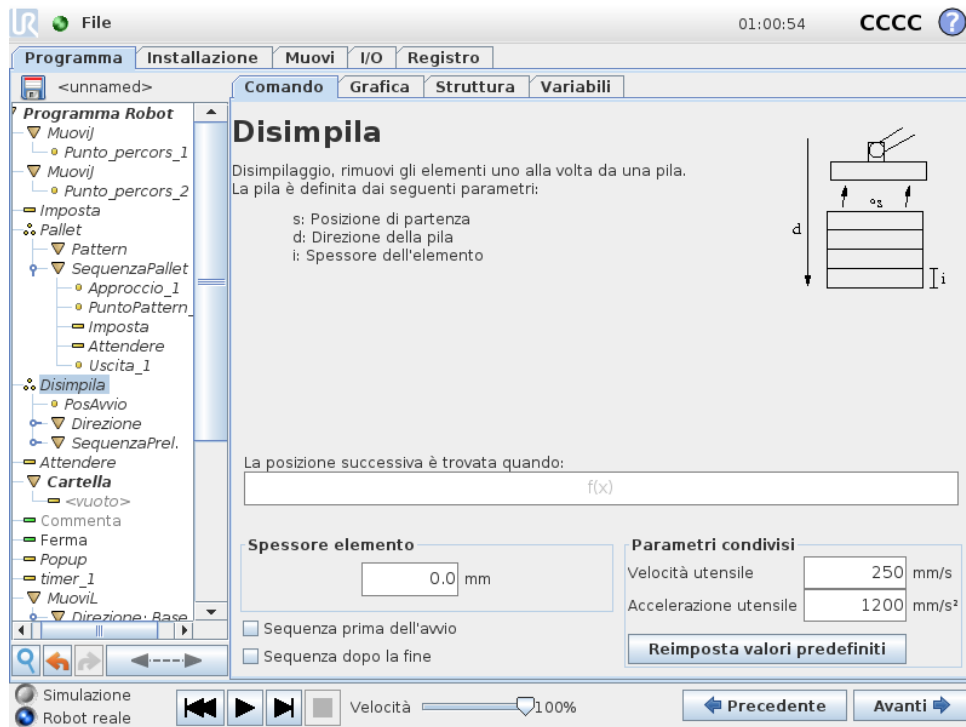 UR File 01:00:54 CCCC ?
Programma Installazione Muovi I/O Registro
<unnamed> Comando Grafica Struttura Variabili
Programma Robot
MuoviJ
Punto_percors_1
MuoviJ
Punto_percors_2
Imposta
Pallet
Pattern
SequenzaPallet
Approccio_1
PuntoPattern_
Imposta
Attendere
Uscita_1
Disimpila
PosAvvio
Direzione
SequenzaPrel.
Attendere
Cartella
<vuoto>
Commenta
Ferma
Popup
timer_1
MuoviL
Direzione: Base
Disimpila
Disimpilaggio, rimuovi gli elementi uno alla volta da una pila.
La pila è definita dai seguenti parametri:
s: Posizione di partenza
d: Direzione della pila
i: Spessore dell'elemento
s
d
i
La posizione successiva è trovata quando:
f(x)
Spessore elemento
0.0 mm
Sequenza prima dell'avvio
Sequenza dopo la fine
Parametri condivisi
Velocità utensile 250 mm/s
Accelerazione utensile 1200 mm/s²
Reimposta valori predefiniti
Simulazione
Robot reale
Velocità 100%
Precedente Avanti